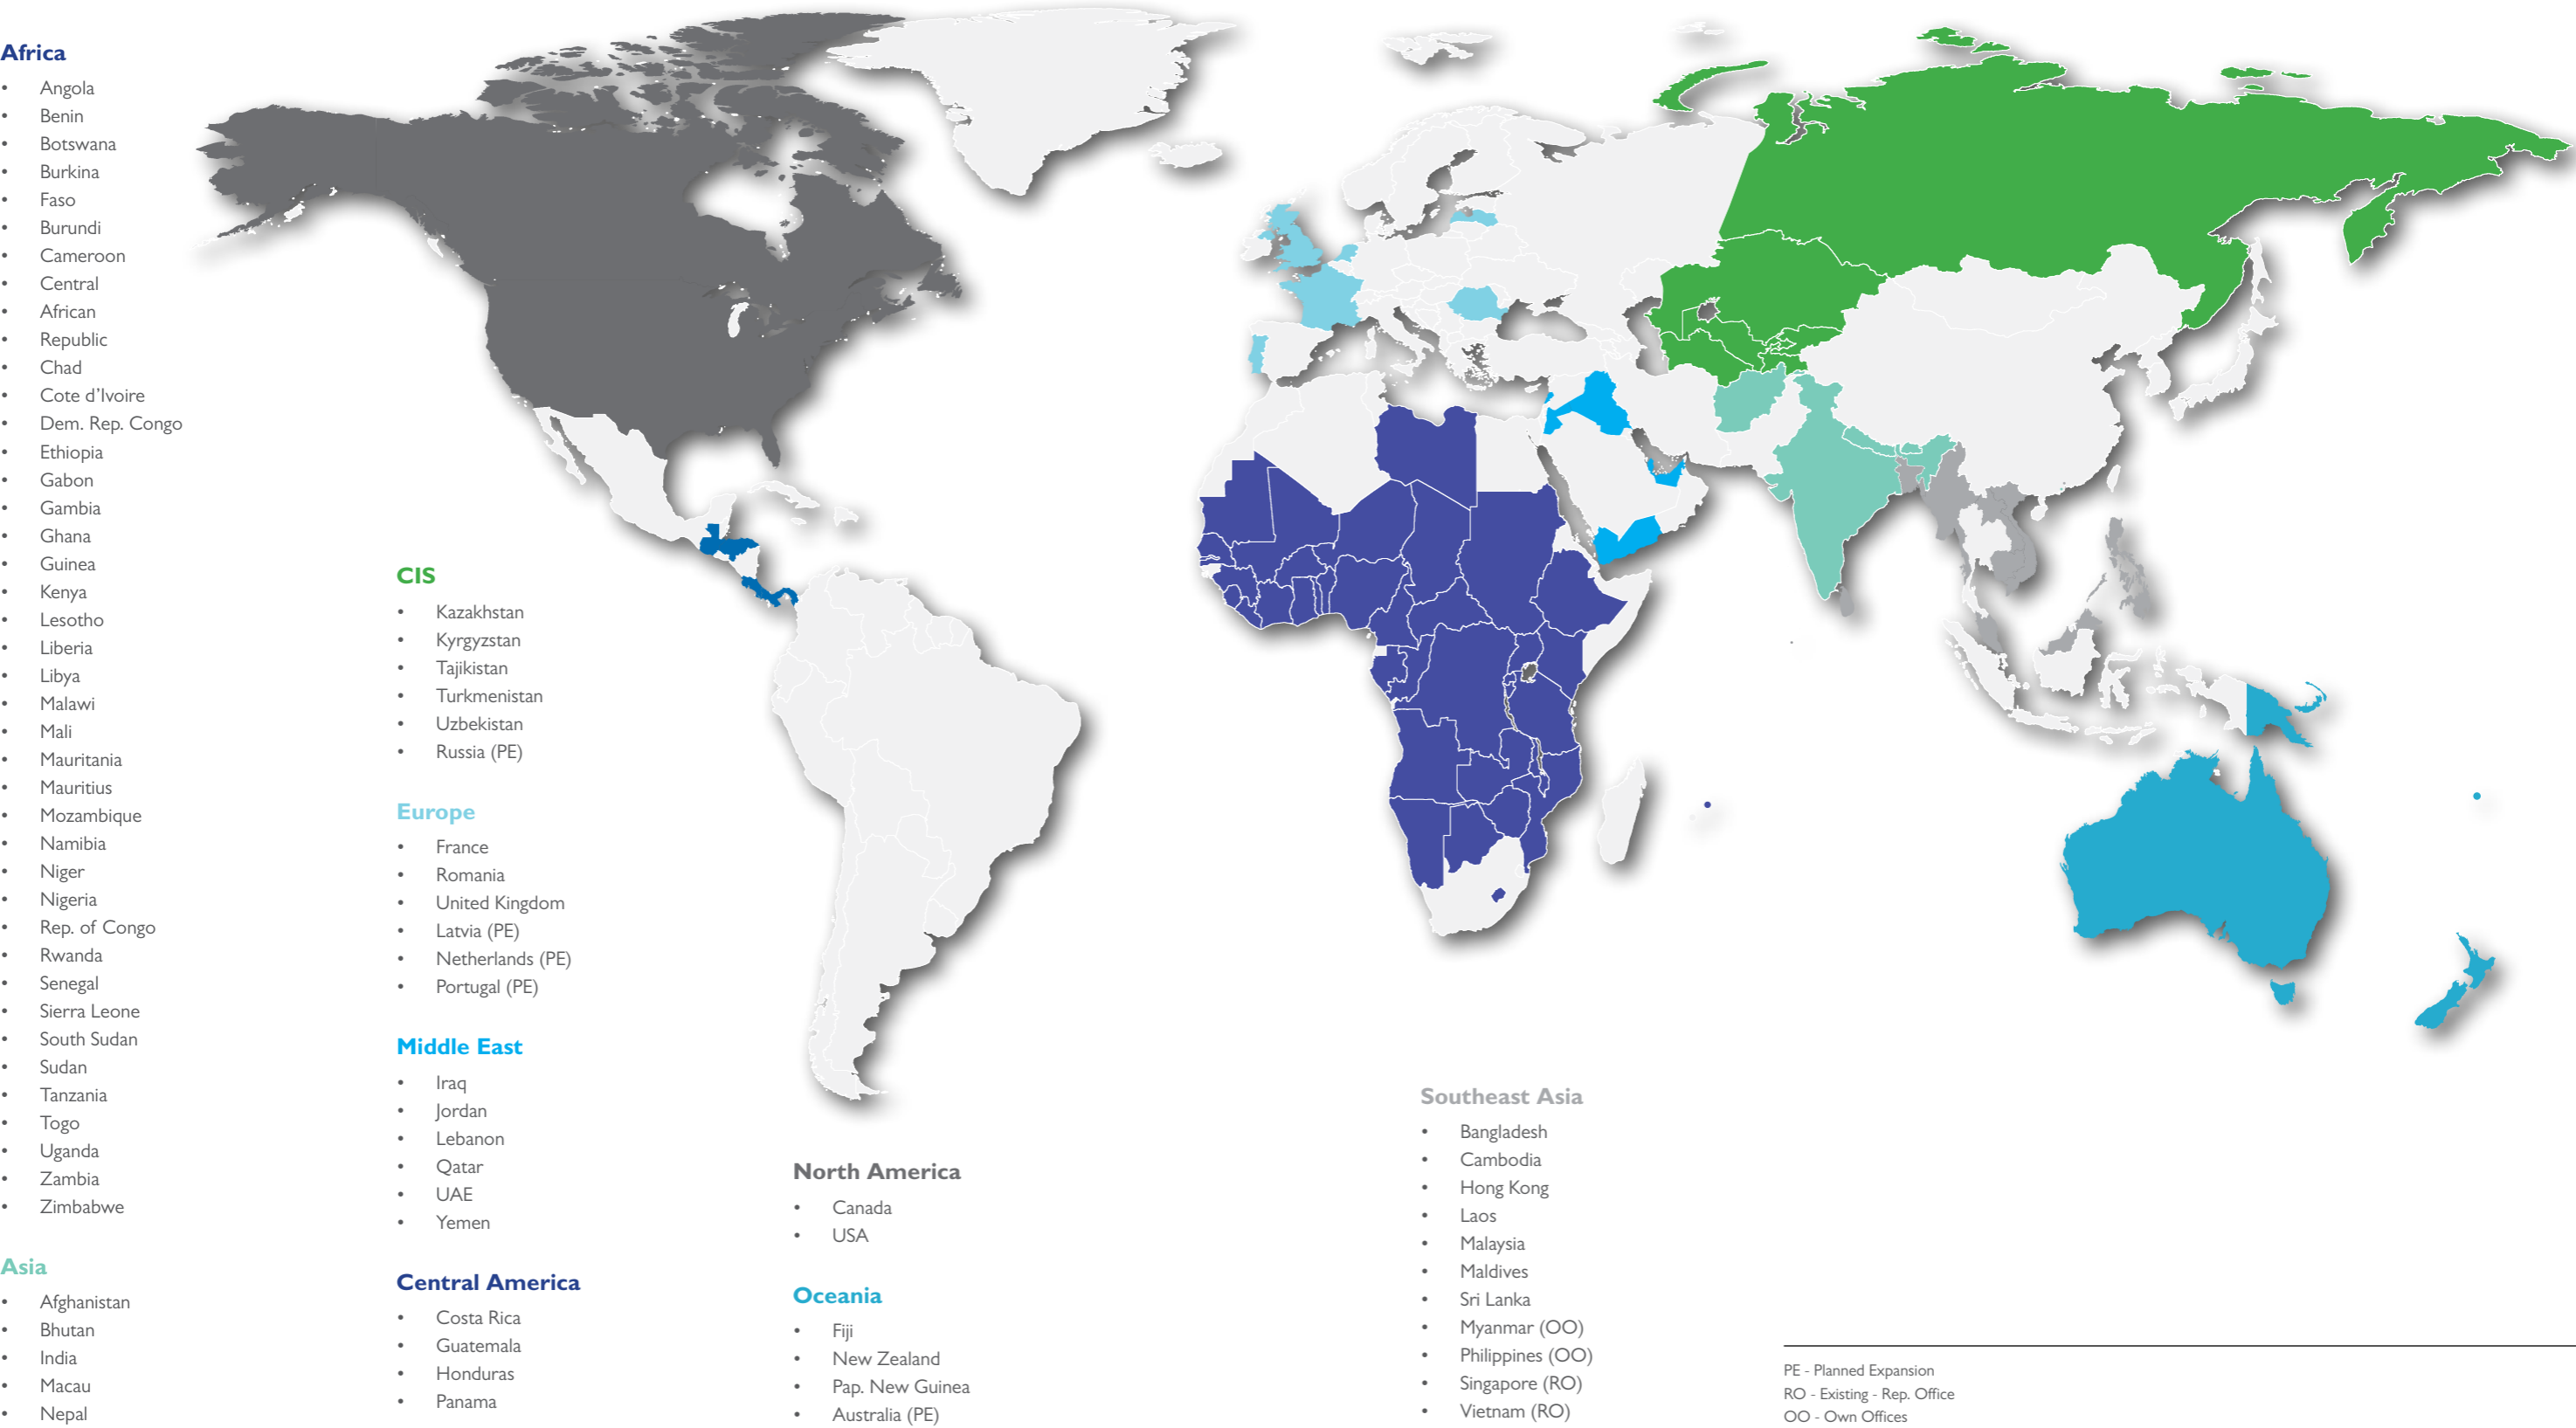 Africa
• Angola
• Benin
• Botswana
• Burkina
• Faso
• Burundi
• Cameroon
• Central
• African
• Republic
• Chad
• Cote d'Ivoire
• Dem. Rep. Congo
• Ethiopia
• Gabon
• Gambia
• Ghana
• Guinea
• Kenya
• Lesotho
• Liberia
• Libya
• Malawi
• Mali
• Mauritania
• Mauritius
• Mozambique
• Namibia
• Niger
• Nigeria
• Rep. of Congo
• Rwanda
• Senegal
• Sierra Leone
• South Sudan
• Sudan
• Tanzania
• Togo
• Uganda
• Zambia
• Zimbabwe
Asia
• Afghanistan
• Bhutan
• India
• Macau
• Nepal
CIS
• Kazakhstan
• Kyrgyzstan
• Tajikistan
• Turkmenistan
• Uzbekistan
• Russia (PE)
Europe
• France
• Romania
• United Kingdom
• Latvia (PE)
• Netherlands (PE)
• Portugal (PE)
Middle East
• Iraq
• Jordan
• Lebanon
• Qatar
• UAE
• Yemen
Central America
• Costa Rica
• Guatemala
• Honduras
• Panama
North America
• Canada
• USA
Oceania
• Fiji
• New Zealand
• Pap. New Guinea
• Australia (PE)
Southeast Asia
• Bangladesh
• Cambodia
• Hong Kong
• Laos
• Malaysia
• Maldives
• Sri Lanka
• Myanmar (OO)
• Philippines (OO)
• Singapore (RO)
• Vietnam (RO)
PE - Planned Expansion
RO - Existing - Rep. Office
OO - Own Offices